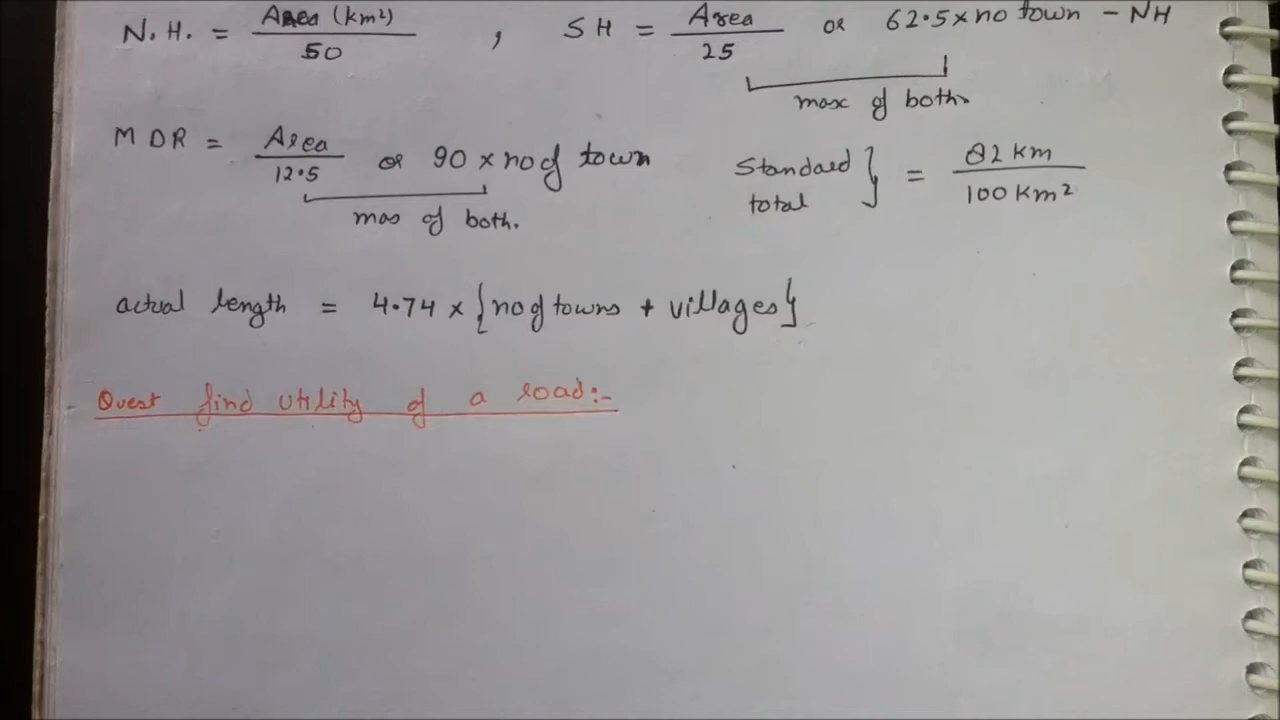 N.H. = Area (km²) / 50 , SH = Area / 25 or 62.5 x no town - NH
max of both
MDR = Area / 12.5 or 90 x no of town
max of both.
Standard total } = 82 km / 100 km²
actual length = 4.74 x {no of towns + villages}
Quest find utility of a road:-